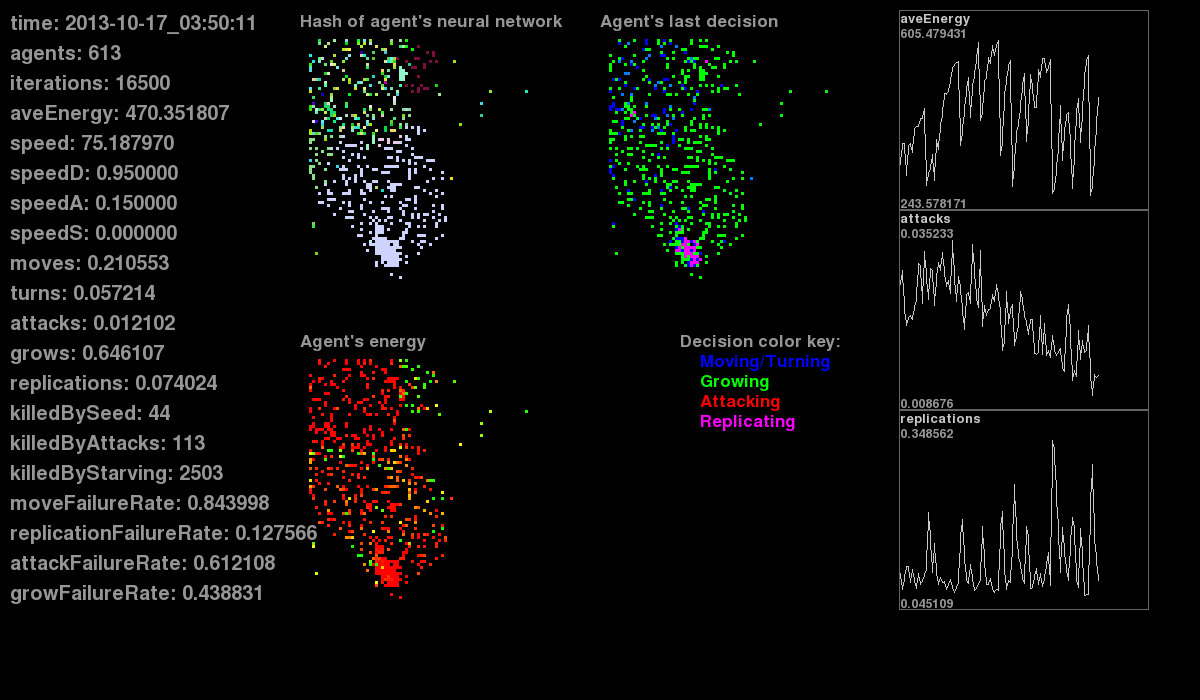 time: 2013-10-17_03:50:11
agents: 613
iterations: 16500
aveEnergy: 470.351807
speed: 75.187970
speedD: 0.950000
speedA: 0.150000
speedS: 0.000000
moves: 0.210553
turns: 0.057214
attacks: 0.012102
grows: 0.646107
replications: 0.074024
killedBySeed: 44
killedByAttacks: 113
killedByStarving: 2503
moveFailureRate: 0.843998
replicationFailureRate: 0.127566
attackFailureRate: 0.612108
growFailureRate: 0.438831
Hash of agent's neural network
Agent's last decision
Agent's energy
Decision color key:
Moving/Turning
Growing
Attacking
Replicating
aveEnergy
605.479431
243.578171
attacks
0.035233
0.008676
replications
0.348562
0.045109